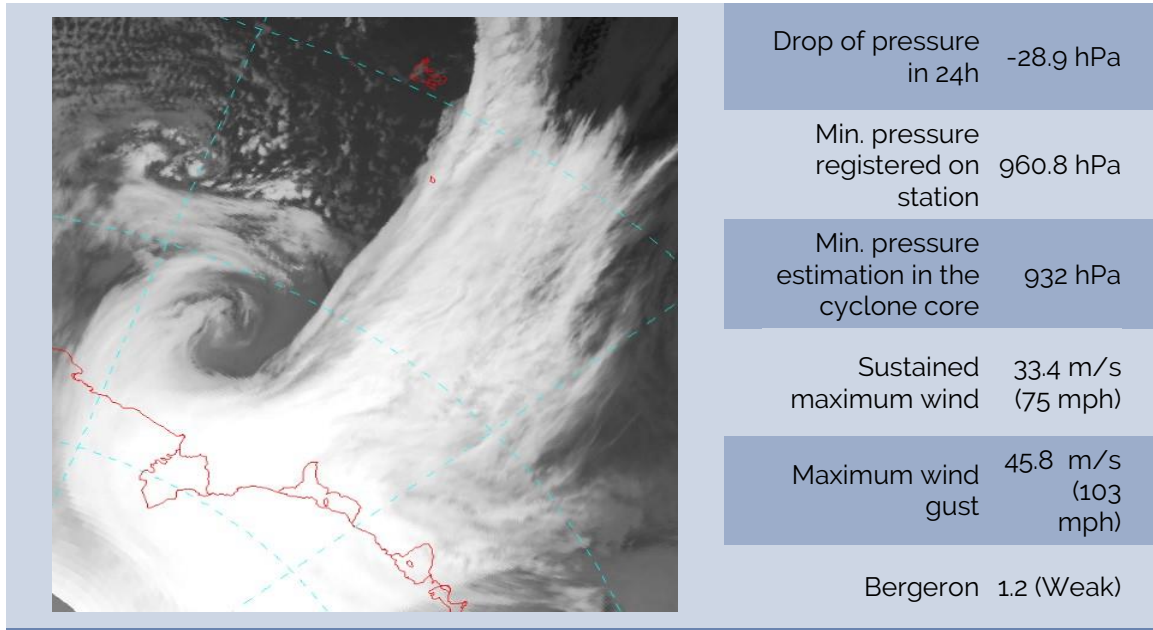 Drop of pressure
in 24h
-28.9 hPa
Min. pressure
registered on
station
960.8 hPa
Min. pressure
estimation in the
cyclone core
932 hPa
Sustained
maximum wind
33.4 m/s
(75 mph)
Maximum wind
gust
45.8 m/s
(103
mph)
Bergeron
1.2 (Weak)